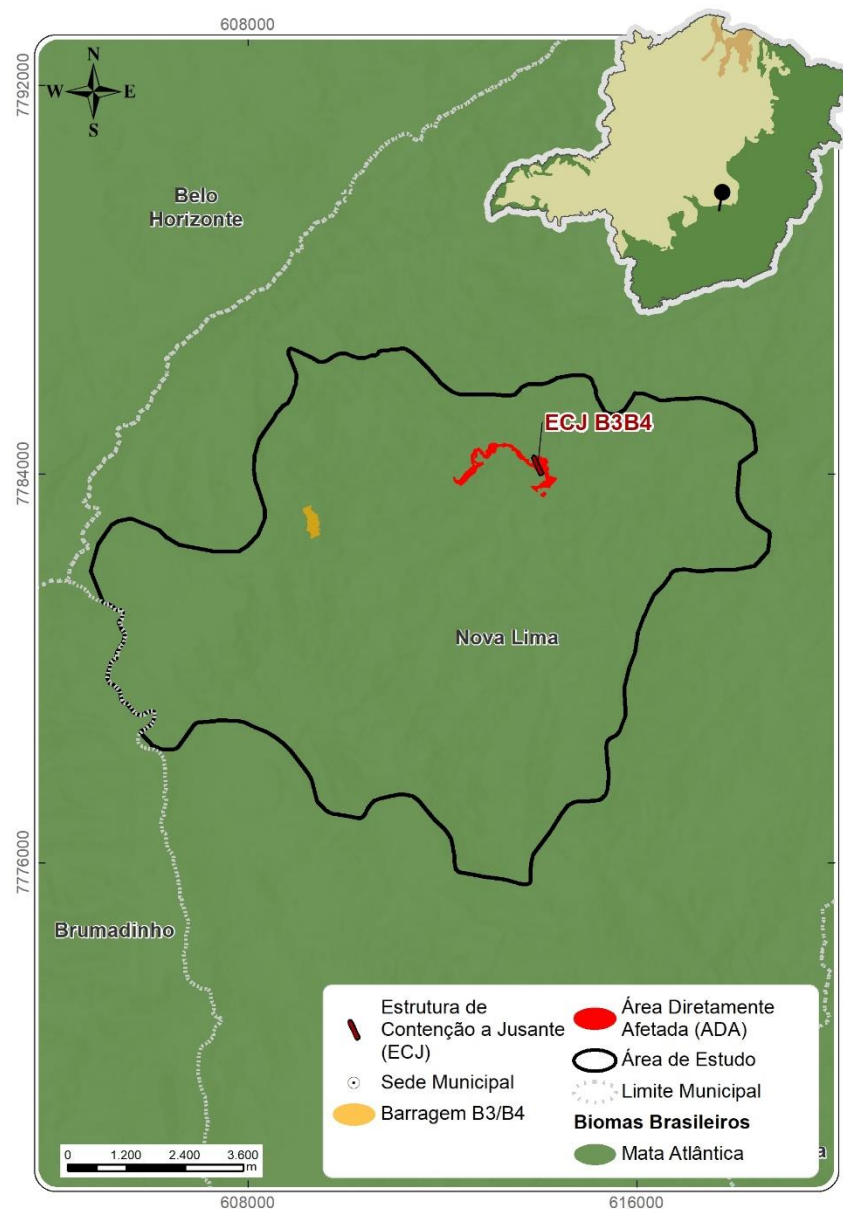 608000
7792000
N
W E
S
Belo
Horizonte
ECJ B3B4
7784000
Nova Lima
7776000
Brumadinho
Estrutura de
Contenção a Jusante
(ECJ)
Sede Municipal
Barragem B3/B4
Área Diretamente
Afetada (ADA)
Área de Estudo
Limite Municipal
Biomas Brasileiros
Mata Atlântica
a
0 1.200 2.400 3.600
m
608000
616000